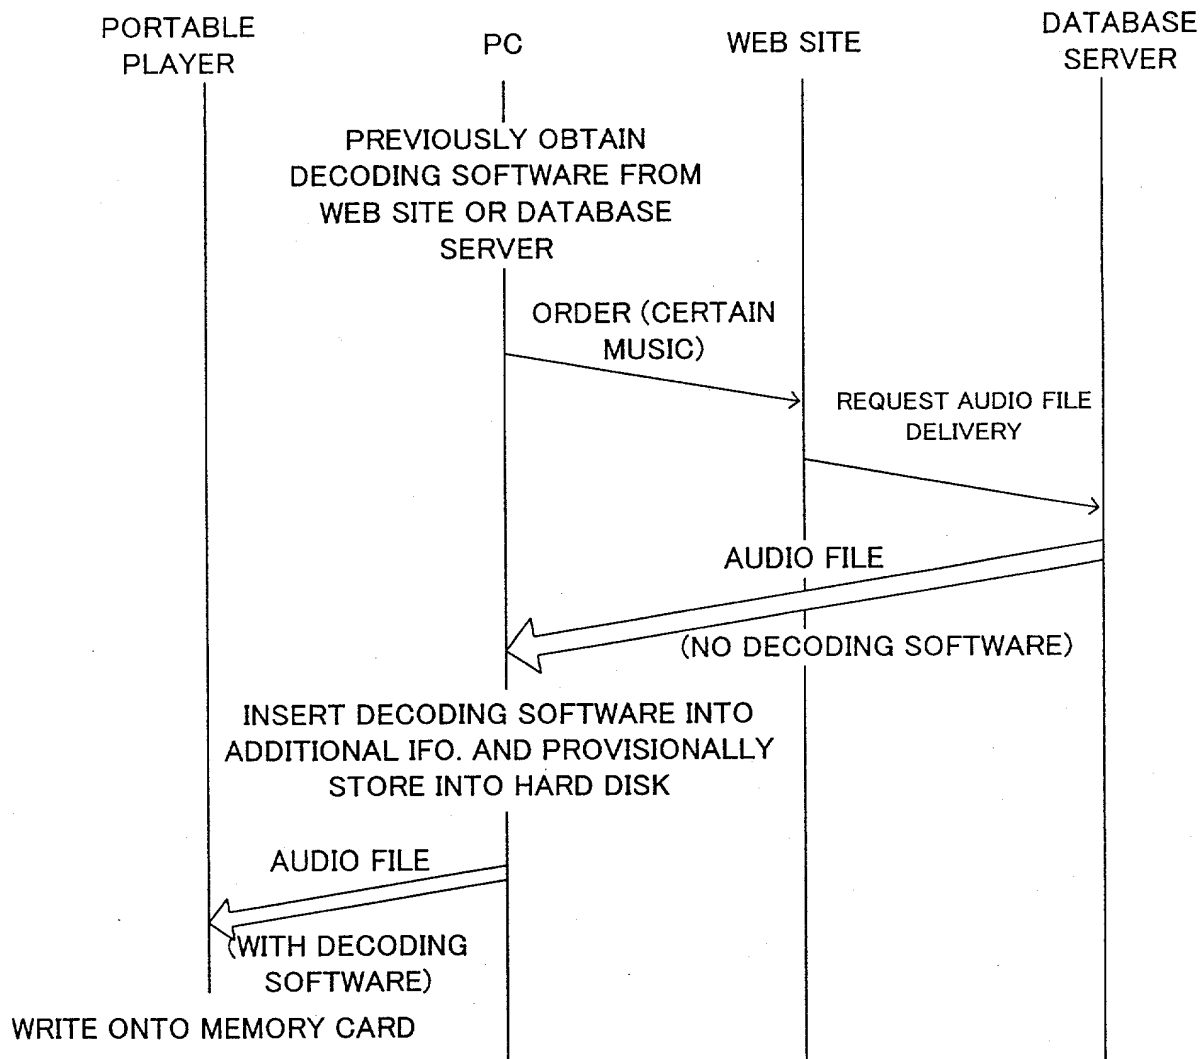 PORTABLE
PLAYER
PC
WEB SITE
DATABASE
SERVER
PREVIOUSLY OBTAIN
DECODING SOFTWARE FROM
WEB SITE OR DATABASE
SERVER
ORDER (CERTAIN
MUSIC)
REQUEST AUDIO FILE
DELIVERY
AUDIO FILE
(NO DECODING SOFTWARE)
INSERT DECODING SOFTWARE INTO
ADDITIONAL IFO. AND PROVISIONALLY
STORE INTO HARD DISK
AUDIO FILE
(WITH DECODING
SOFTWARE)
WRITE ONTO MEMORY CARD